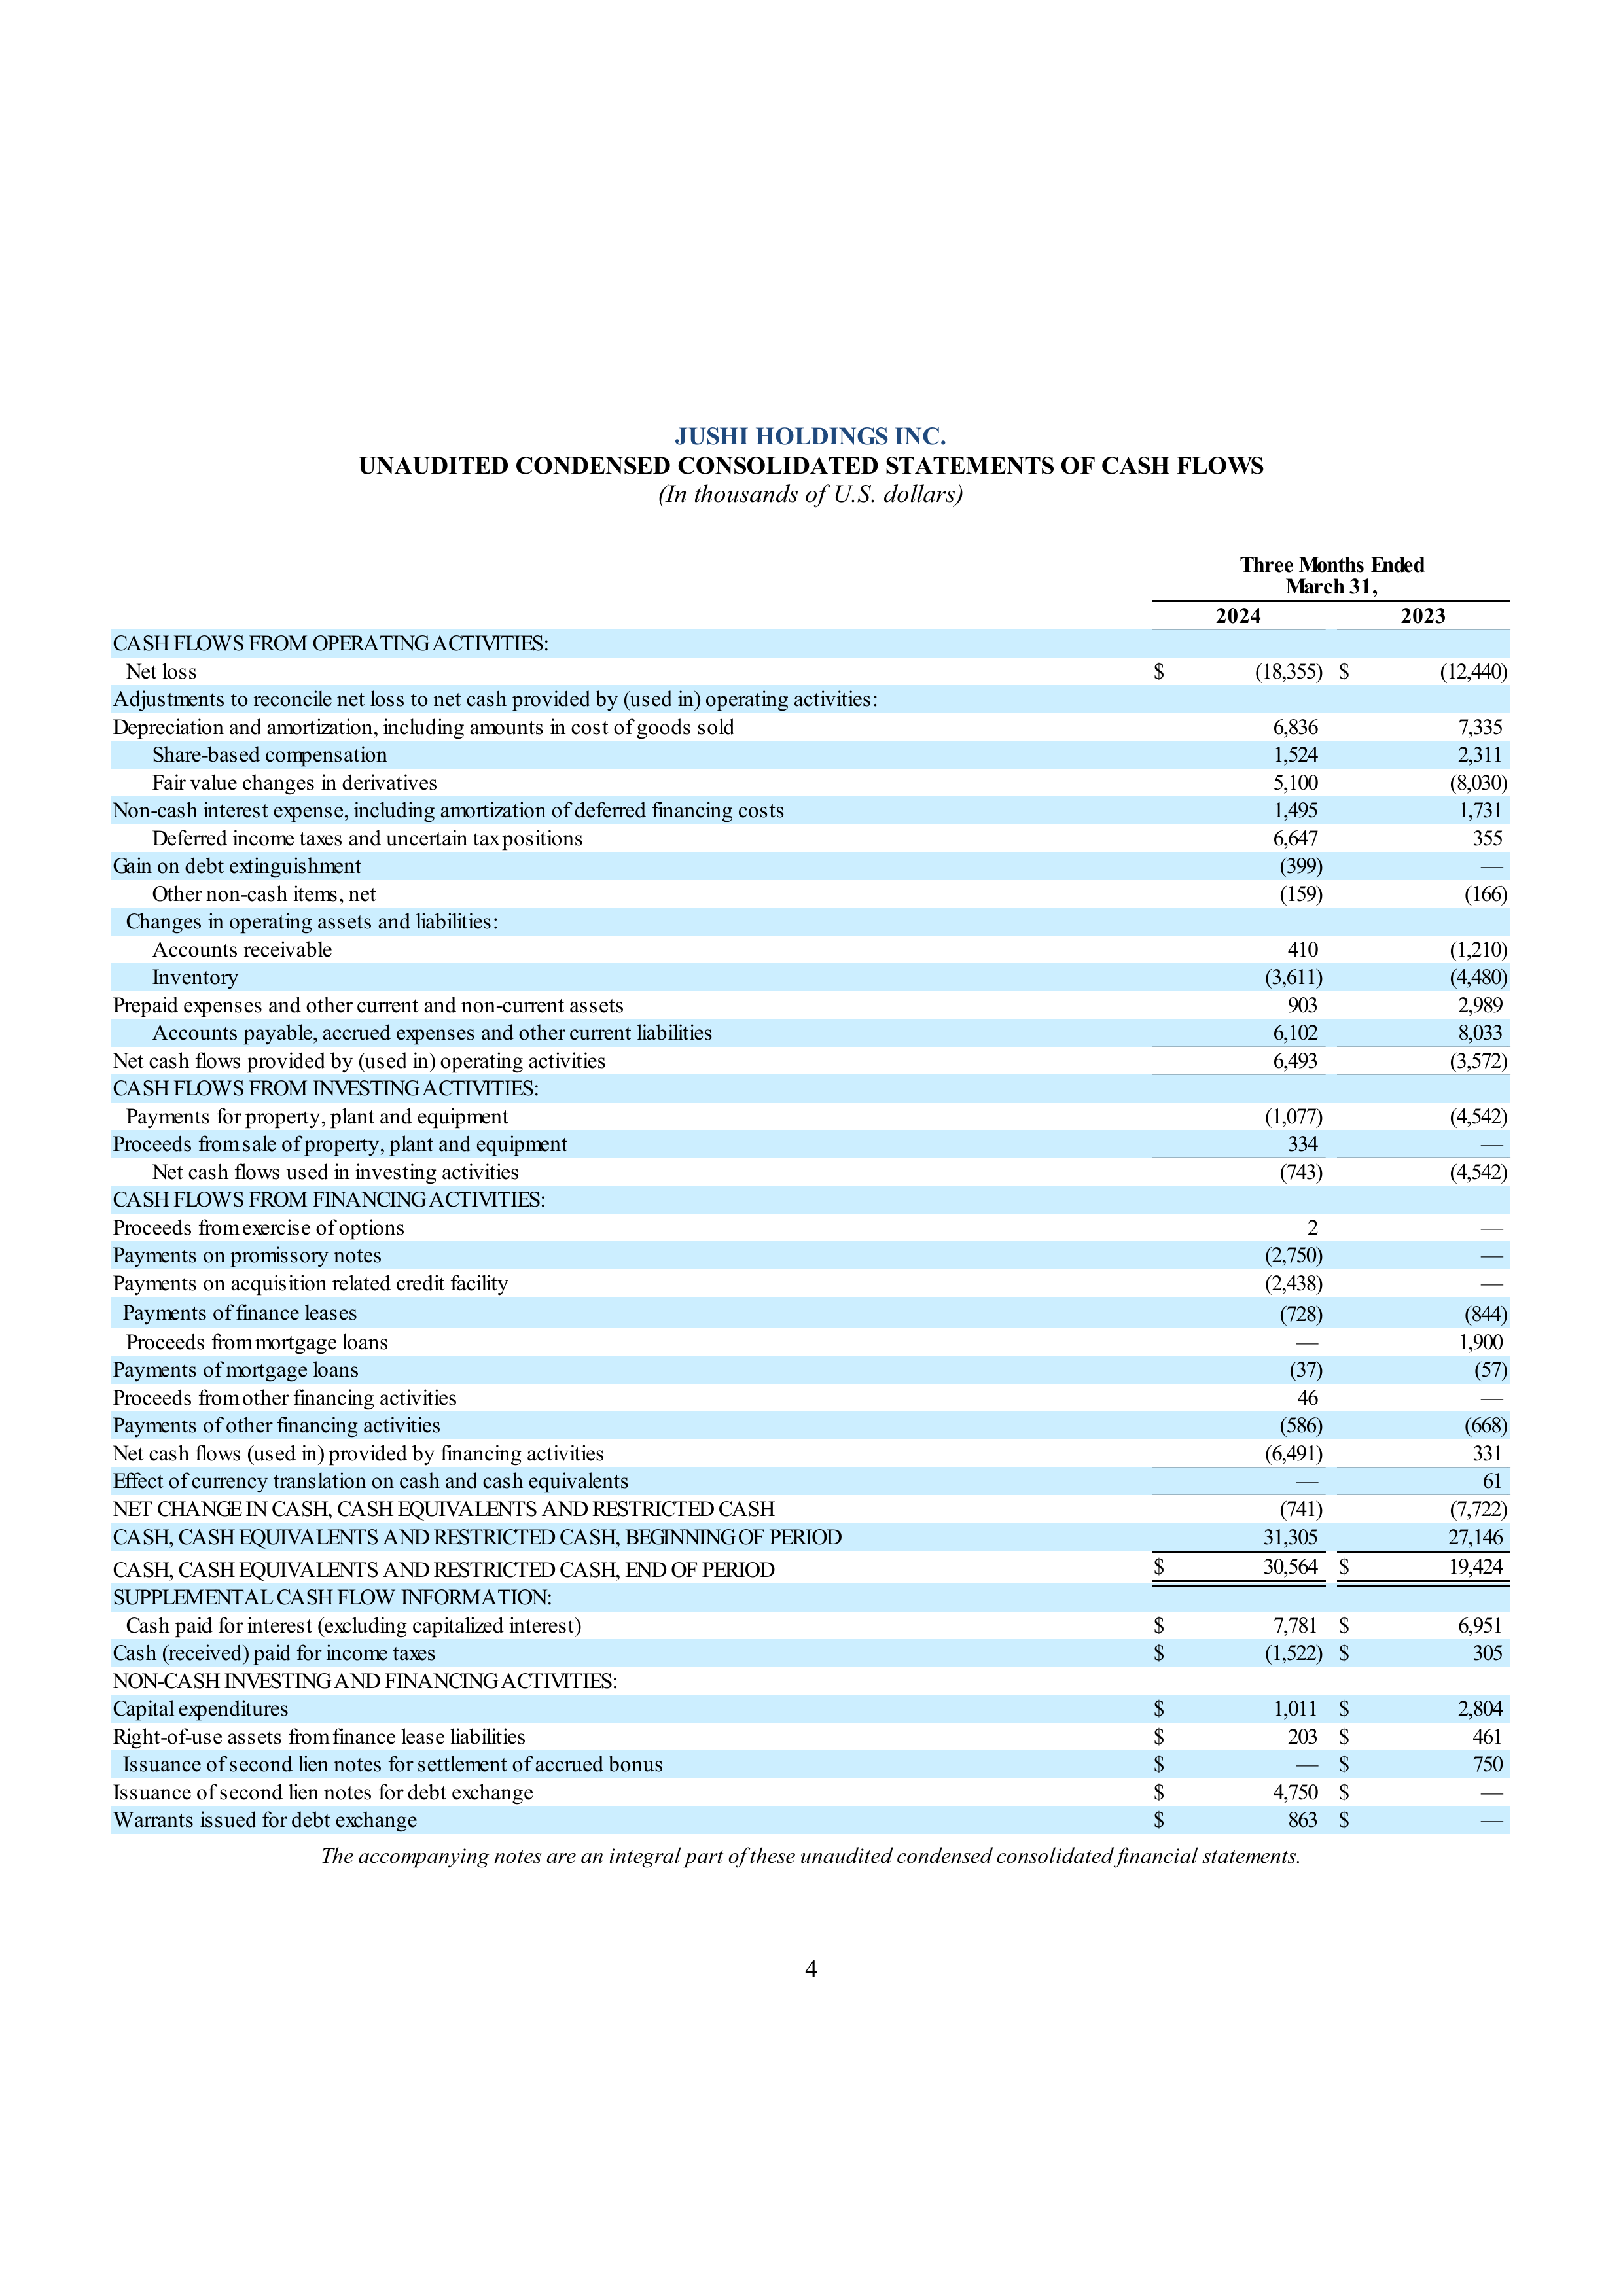 JUSHI HOLDINGS INC.
UNAUDITED CONDENSED CONSOLIDATED STATEMENTS OF CASH FLOWS
(In thousands of U.S. dollars)
Three Months Ended
March 31,
2024 2023
CASH FLOWS FROM OPERATING ACTIVITIES:
Net loss $ (18,355) $ (12,440)
Adjustments to reconcile net loss to net cash provided by (used in) operating activities:
Depreciation and amortization, including amounts in cost of goods sold 6,836 7,335
Share-based compensation 1,524 2,311
Fair value changes in derivatives 5,100 (8,030)
Non-cash interest expense, including amortization of deferred financing costs 1,495 1,731
Deferred income taxes and uncertain tax positions 6,647 355
Gain on debt extinguishment (399) —
Other non-cash items, net (159) (166)
Changes in operating assets and liabilities:
Accounts receivable 410 (1,210)
Inventory (3,611) (4,480)
Prepaid expenses and other current and non-current assets 903 2,989
Accounts payable, accrued expenses and other current liabilities 6,102 8,033
Net cash flows provided by (used in) operating activities 6,493 (3,572)
CASH FLOWS FROM INVESTING ACTIVITIES:
Payments for property, plant and equipment (1,077) (4,542)
Proceeds from sale of property, plant and equipment 334 —
Net cash flows used in investing activities (743) (4,542)
CASH FLOWS FROM FINANCING ACTIVITIES:
Proceeds from exercise of options 2 —
Payments on promissory notes (2,750) —
Payments on acquisition related credit facility (2,438) —
Payments of finance leases (728) (844)
Proceeds from mortgage loans — 1,900
Payments of mortgage loans (37) (57)
Proceeds from other financing activities 46 —
Payments of other financing activities (586) (668)
Net cash flows (used in) provided by financing activities (6,491) 331
Effect of currency translation on cash and cash equivalents — 61
NET CHANGE IN CASH, CASH EQUIVALENTS AND RESTRICTED CASH (741) (7,722)
CASH, CASH EQUIVALENTS AND RESTRICTED CASH, BEGINNING OF PERIOD 31,305 27,146
CASH, CASH EQUIVALENTS AND RESTRICTED CASH, END OF PERIOD $ 30,564 $ 19,424
SUPPLEMENTAL CASH FLOW INFORMATION:
Cash paid for interest (excluding capitalized interest) $ 7,781 $ 6,951
Cash (received) paid for income taxes $ (1,522) $ 305
NON-CASH INVESTING AND FINANCING ACTIVITIES:
Capital expenditures $ 1,011 $ 2,804
Right-of-use assets from finance lease liabilities $ 203 $ 461
Issuance of second lien notes for settlement of accrued bonus $ — $ 750
Issuance of second lien notes for debt exchange $ 4,750 $ —
Warrants issued for debt exchange $ 863 $ —
The accompanying notes are an integral part of these unaudited condensed consolidated financial statements.
4